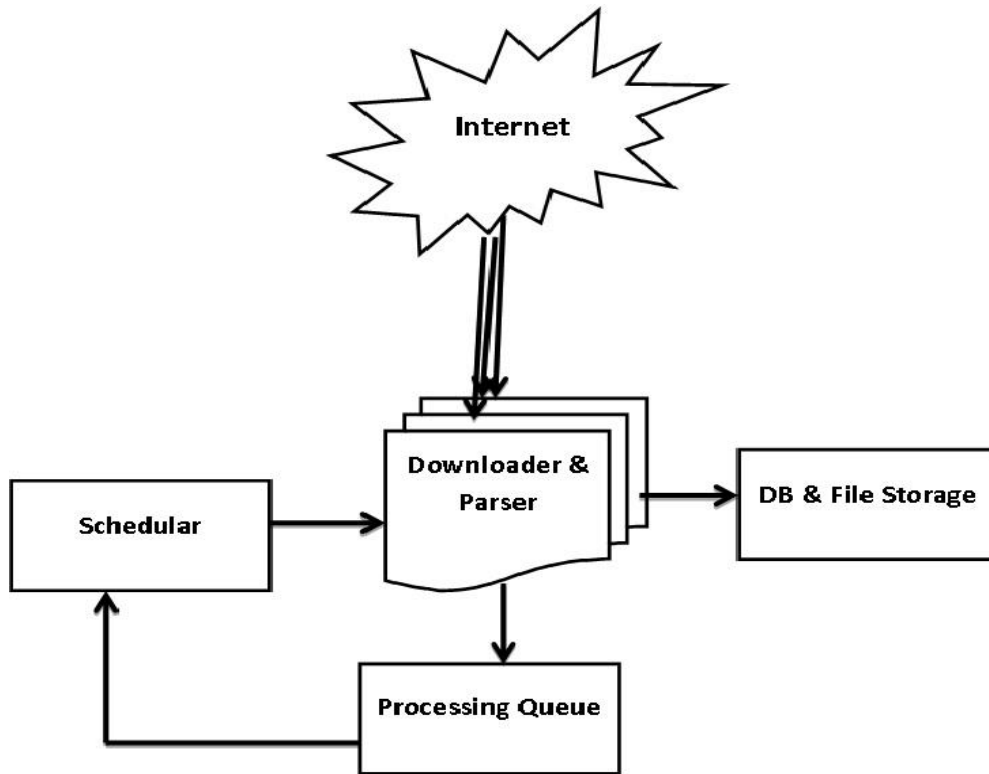 Internet
Downloader &
Parser
Schedular
DB & File Storage
Processing Queue